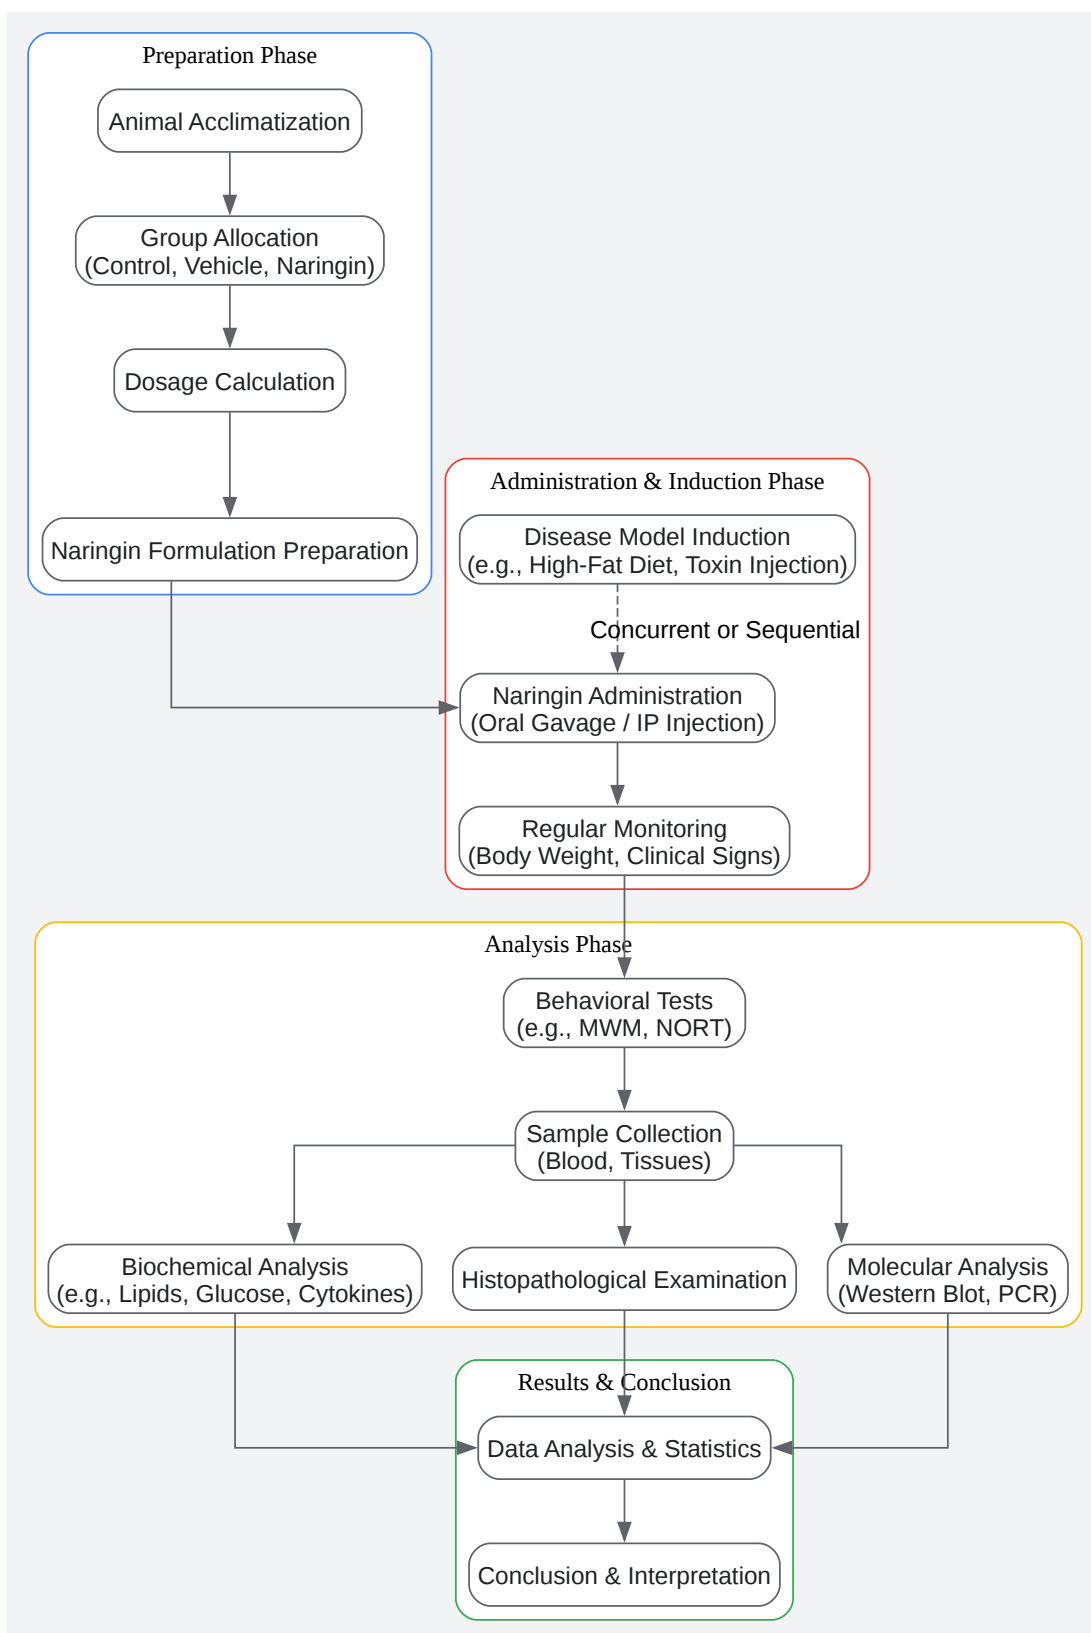 Preparation Phase
Animal Acclimatization
Group Allocation
(Control, Vehicle, Naringin)
Dosage Calculation
Naringin Formulation Preparation
Administration & Induction Phase
Disease Model Induction
(e.g., High-Fat Diet, Toxin Injection)
Concurrent or Sequential
Naringin Administration
(Oral Gavage / IP Injection)
Regular Monitoring
(Body Weight, Clinical Signs)
Analysis Phase
Behavioral Tests
(e.g., MWM, NORT)
Sample Collection
(Blood, Tissues)
Biochemical Analysis
(e.g., Lipids, Glucose, Cytokines)
Histopathological Examination
Molecular Analysis
(Western Blot, PCR)
Results & Conclusion
Data Analysis & Statistics
Conclusion & Interpretation